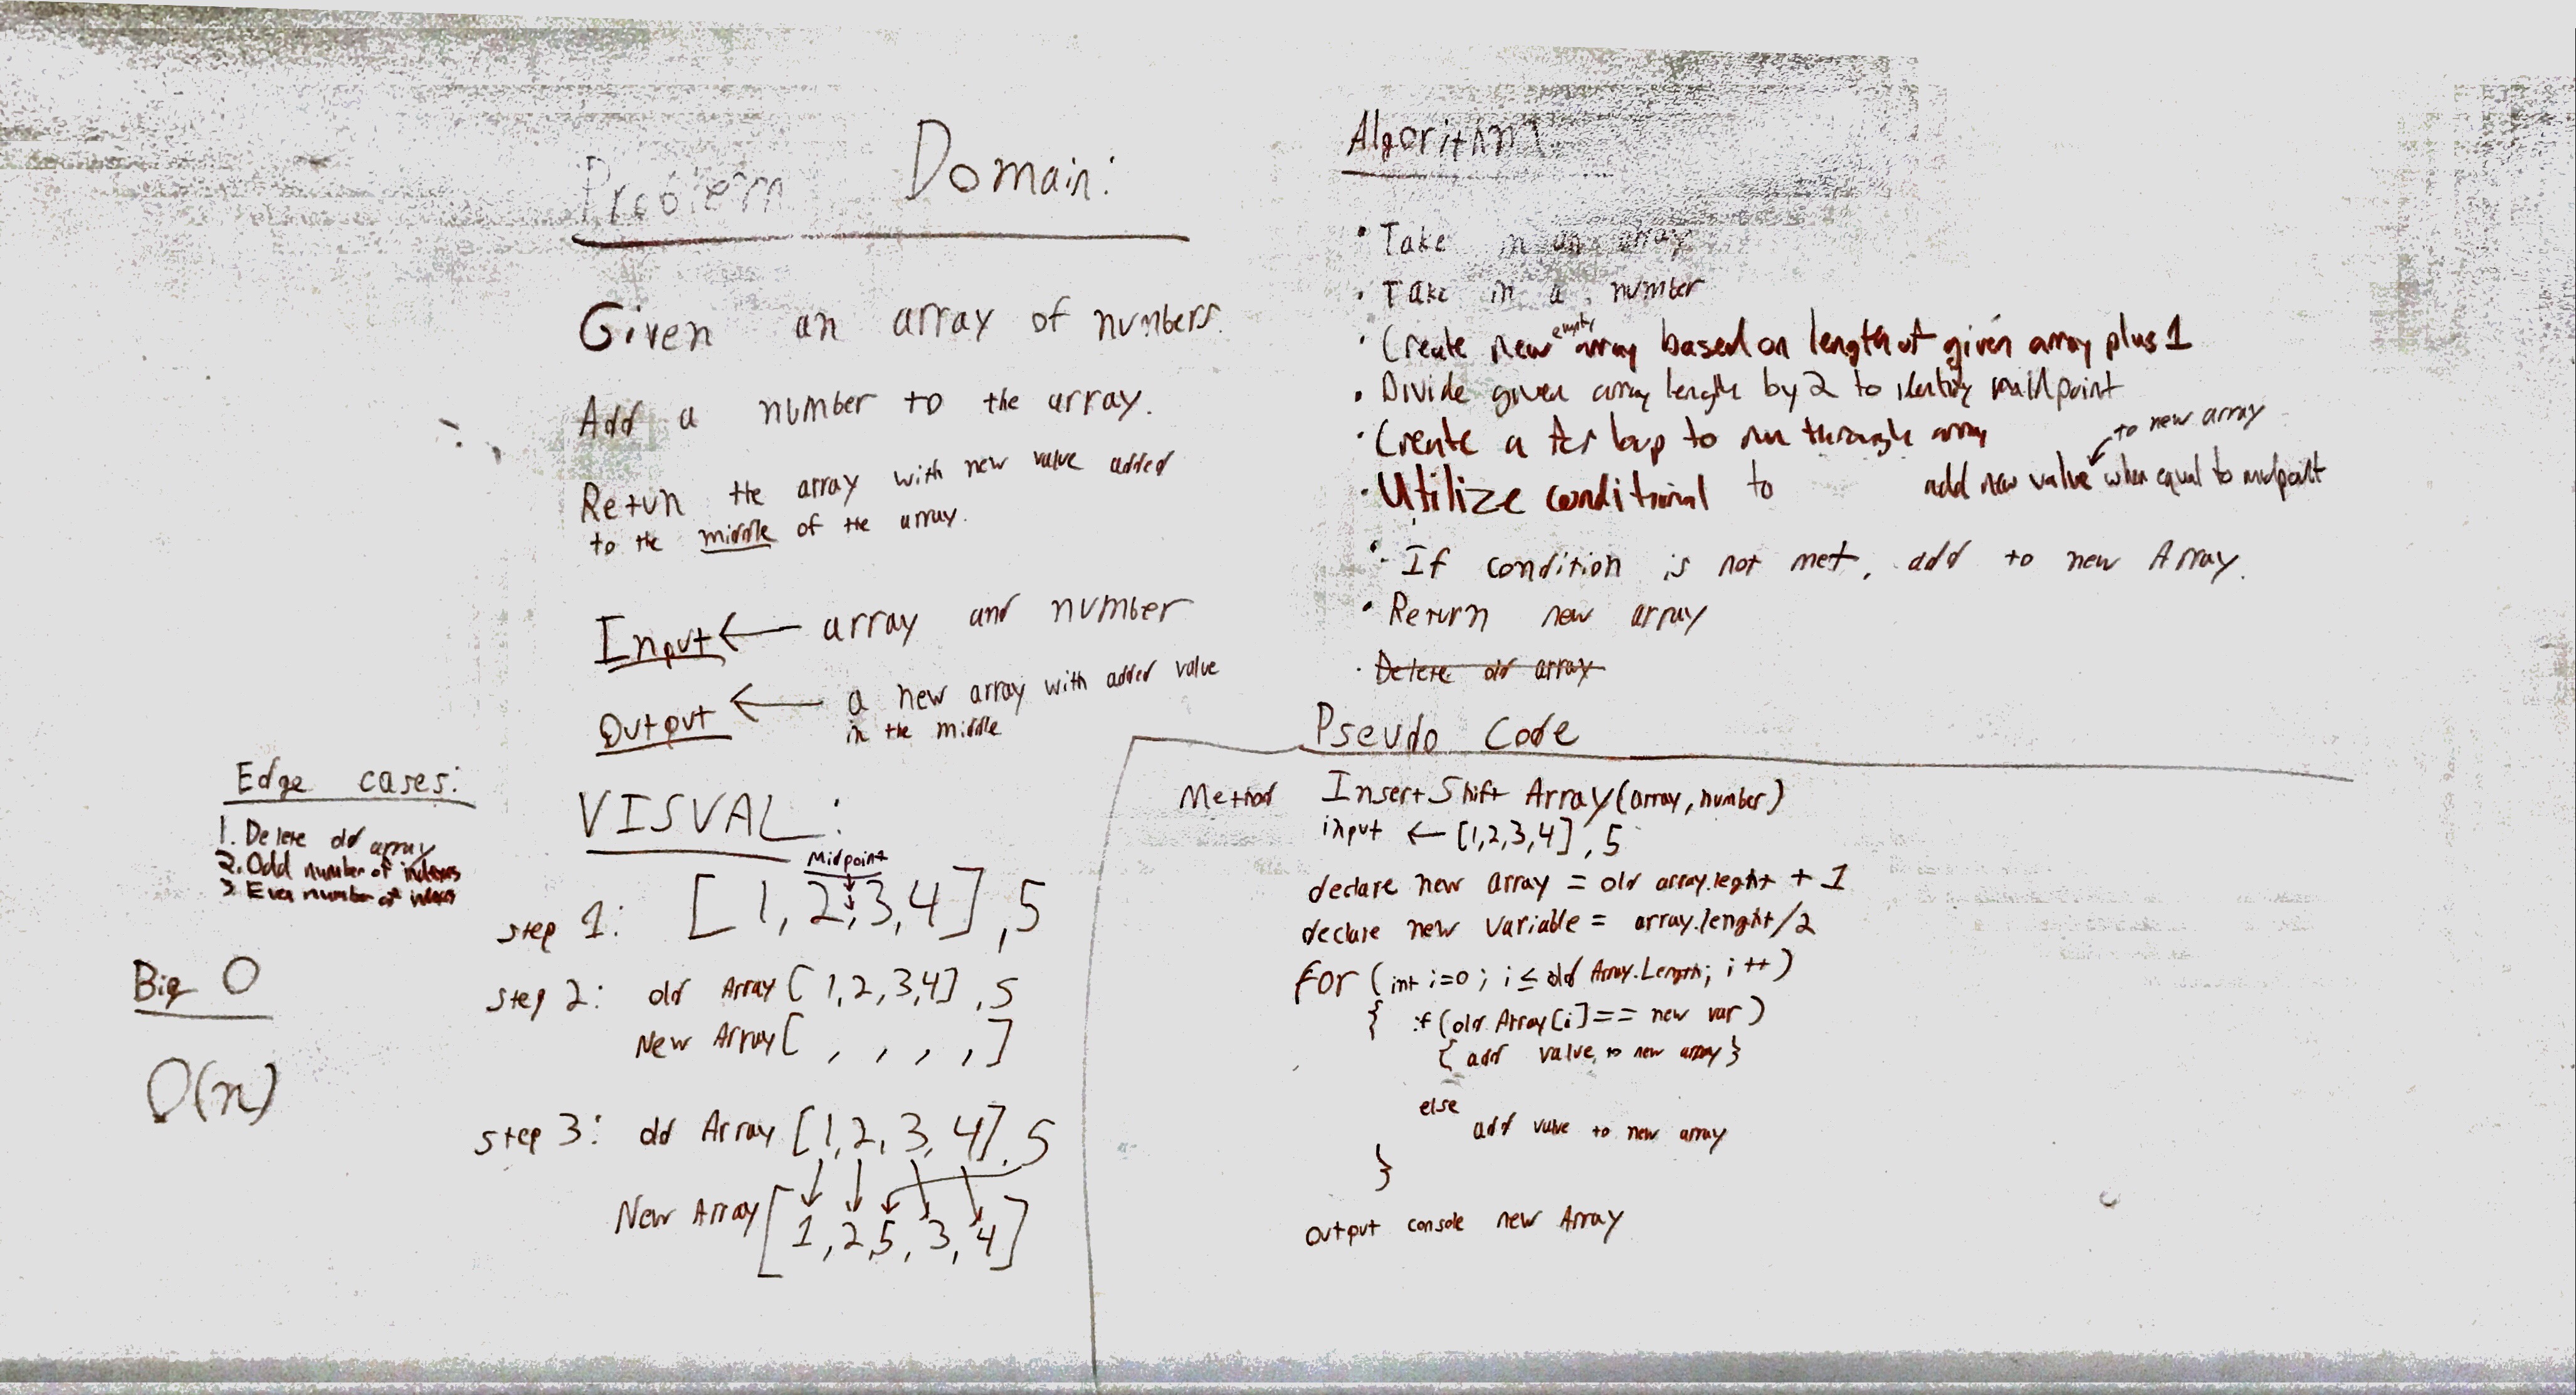 Problem Domain:
Given an array of numbers.
Add a number to the array.
Return the array with new value added
to the middle of the array.
Input ← array and number
Output ← a new array with added value
in the middle
Edge cases:
1. Delete old array
2. Odd number of indexes
3. Even number of indexes
Big O
O(n)
VISUAL:
Midpoint
step 1: [1, 2, 3, 4], 5
step 2: old Array [1, 2, 3, 4], 5
New Array [ , , , , ]
step 3: old Array [1, 2, 3, 4], 5
New Array [1, 2, 5, 3, 4]
Algorithm
• Take in an array
• Take in a number
• Create new empty array based on length of given array plus 1
• Divide given array length by 2 to identify midpoint
• Create a for loop to run through array
• Utilize conditional to add new value to new array when equal to midpoint
• - If condition is not met, add to new Array.
• Return new array
• Delete old array
Pseudo Code
Method Insert Shift Array(array, number)
input ← [1,2,3,4], 5
declare new array = old array.leght + 1
declare new variable = array.lenght/2
for (int i=0; i ≤ old Array.Length; i++)
{ if (old Array[i] == new var)
{ add value to new array }
else
add value to new array
}
Output console new Array